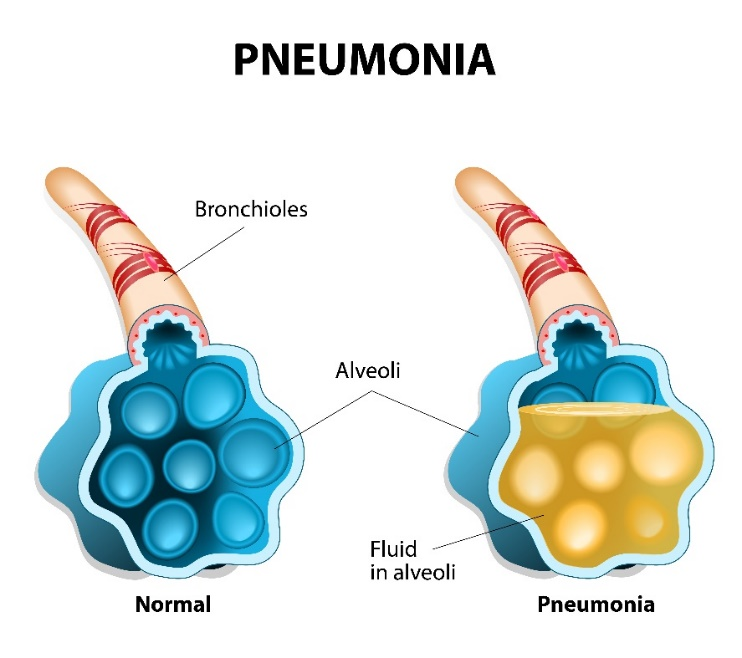 PNEUMONIA
Bronchioles
Alveoli
Fluid
in alveoli
Normal
Pneumonia